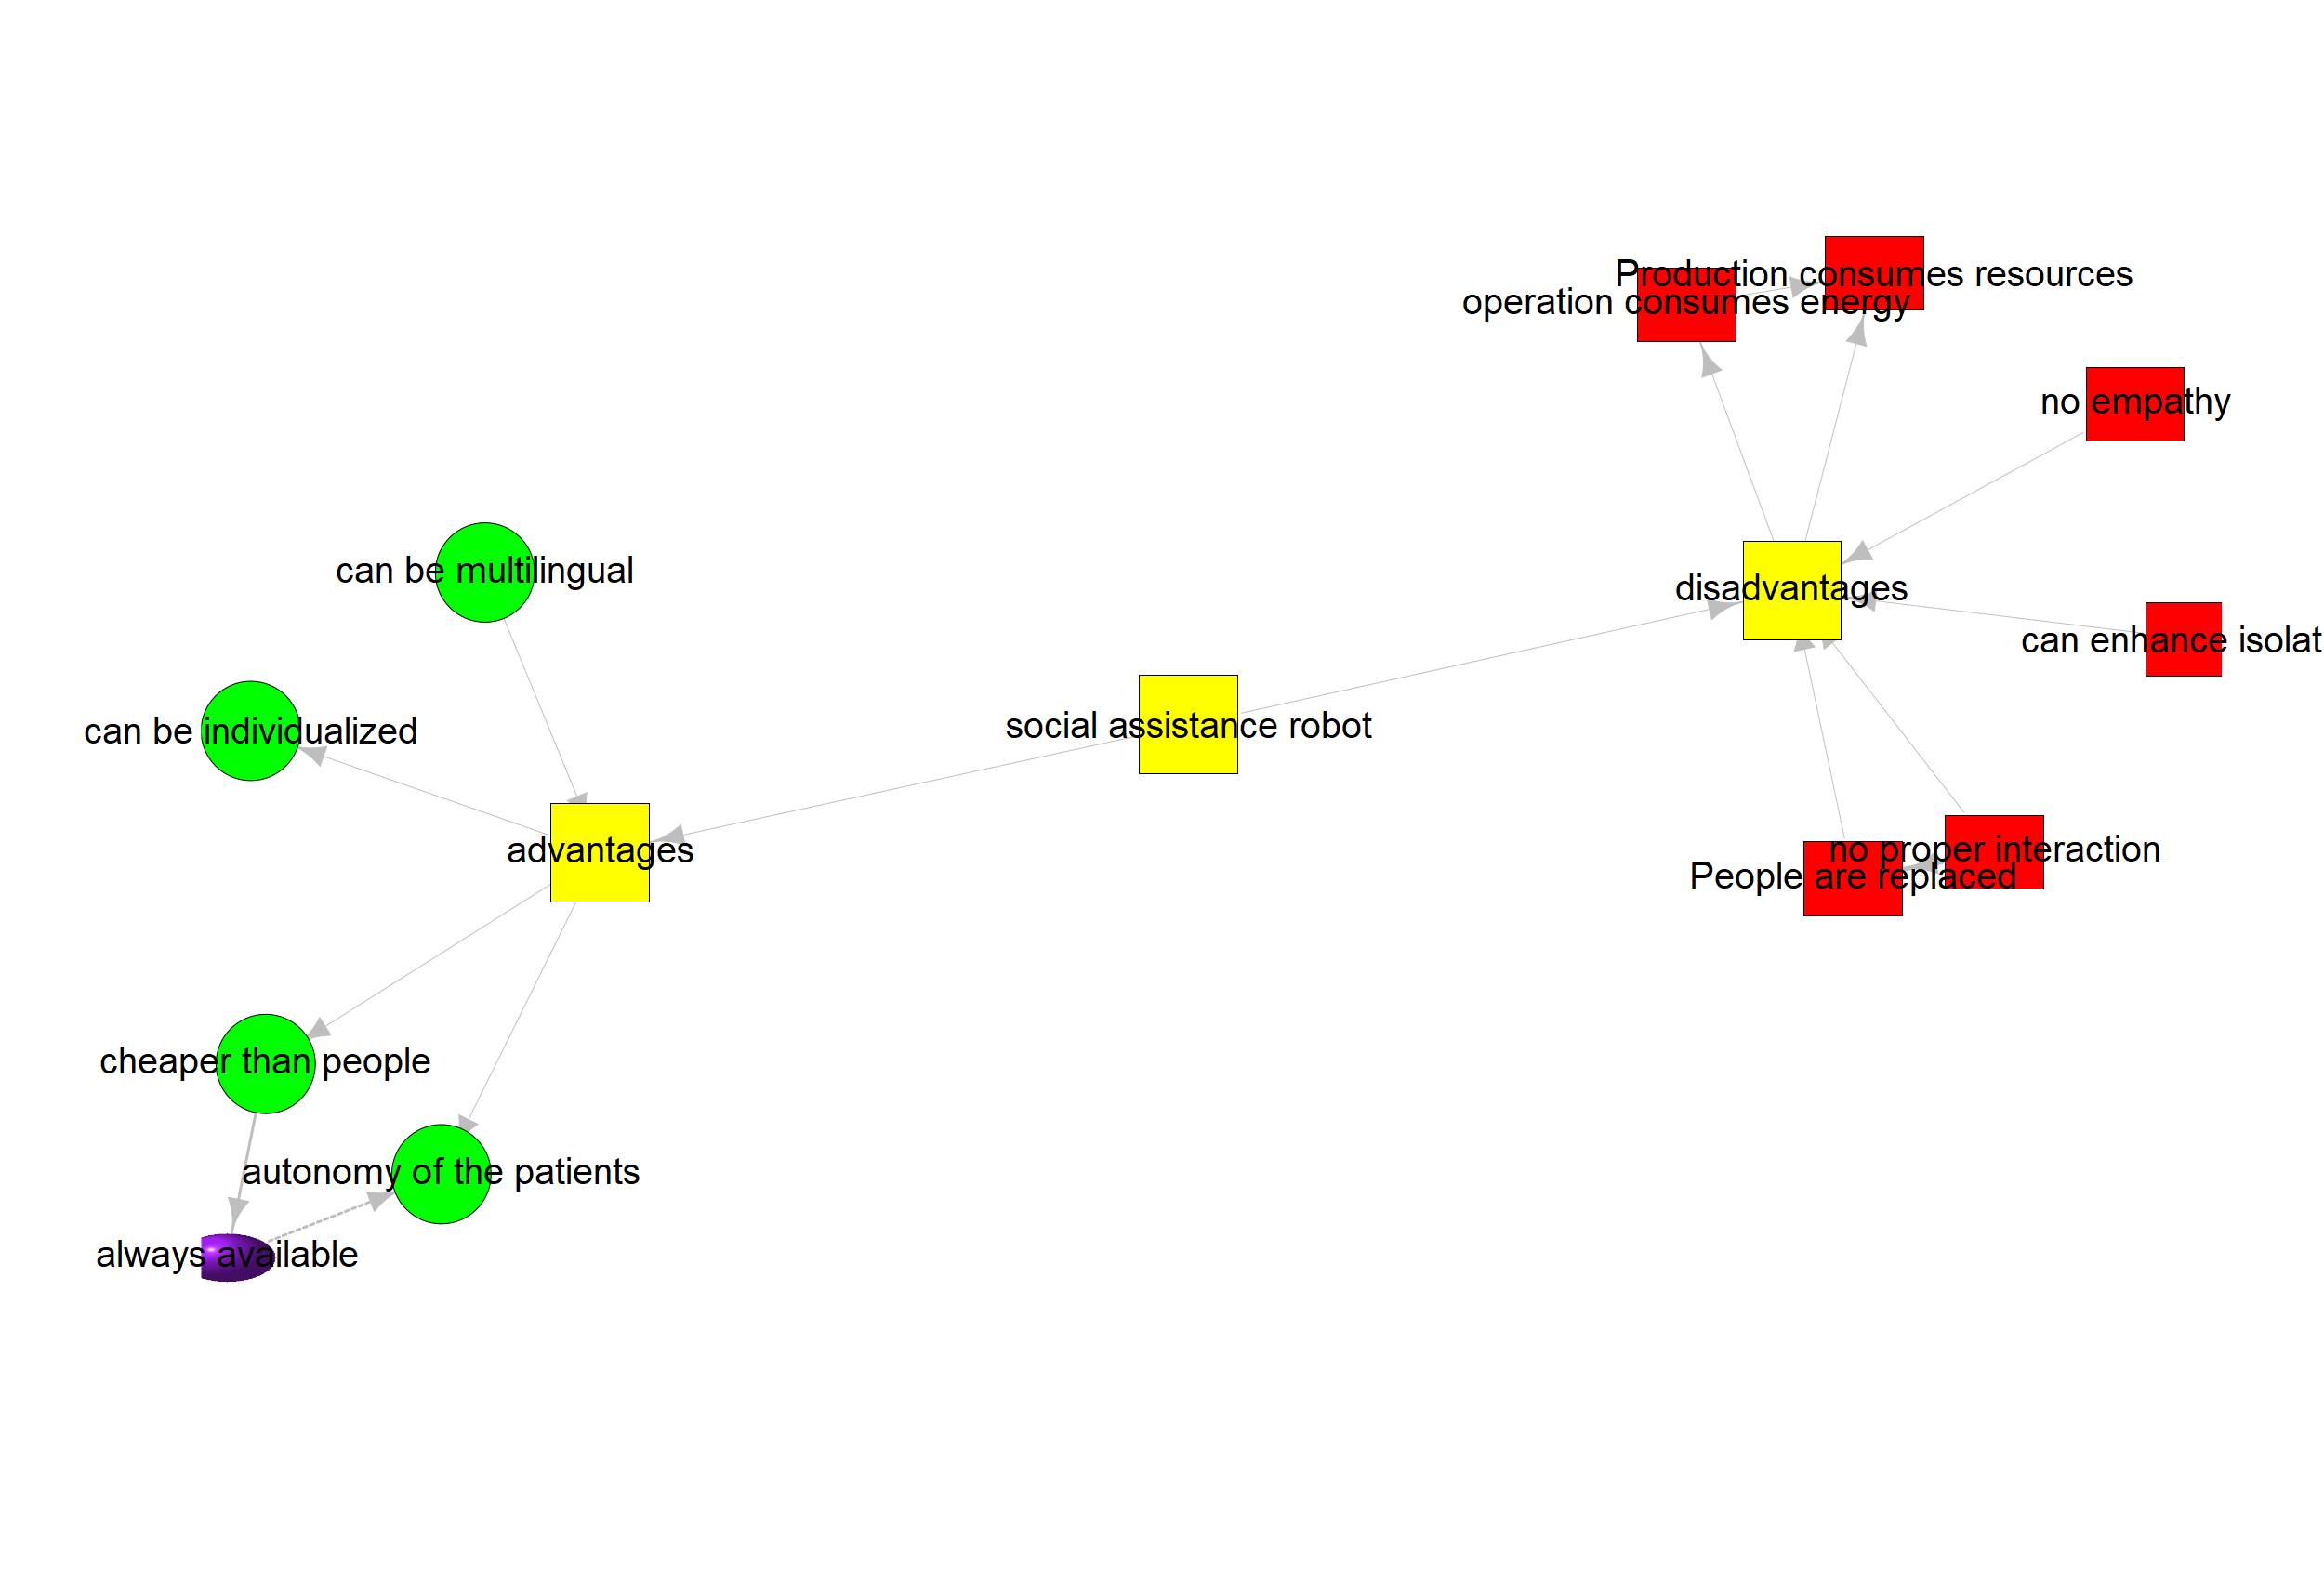 Production consumes resources
operation consumes energy
no empathy
can be multilingual
disadvantages
can enhance isolat
can be individualized
social assistance robot
advantages
no proper interaction
People are replaced
cheaper than people
autonomy of the patients
always available